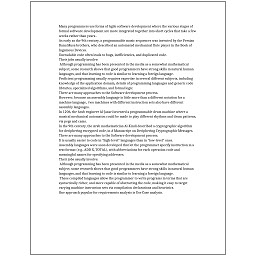 Many programmers use forms of Agile software development where the various stages of
formal software development are more integrated together into short cycles that take a few
weeks rather than years.
As early as the 9th century, a programmable music sequencer was invented by the Persian
Banu Musa brothers, who described an automated mechanical flute player in the Book of
Ingenious Devices.
Unreadable code often leads to bugs, inefficiencies, and duplicated code.
Their jobs usually involve:
Although programming has been presented in the media as a somewhat mathematical
subject, some research shows that good programmers have strong skills in natural human
languages, and that learning to code is similar to learning a foreign language.
Proficient programming usually requires expertise in several different subjects, including
knowledge of the application domain, details of programming languages and generic code
libraries, specialized algorithms, and formal logic.
There are many approaches to the Software development process.
However, because an assembly language is little more than a different notation for a
machine language, two machines with different instruction sets also have different
assembly languages.
In 1206, the Arab engineer Al-Jazari invented a programmable drum machine where a
musical mechanical automaton could be made to play different rhythms and drum patterns,
via pegs and cams.
In the 9th century, the Arab mathematician Al-Kindi described a cryptographic algorithm
for deciphering encrypted code, in A Manuscript on Deciphering Cryptographic Messages.
There are many approaches to the Software development process.
It is usually easier to code in "high-level" languages than in "low-level" ones.
Assembly languages were soon developed that let the programmer specify instruction in a
text format (e.g., ADD X, TOTAL), with abbreviations for each operation code and
meaningful names for specifying addresses.
Their jobs usually involve:
Although programming has been presented in the media as a somewhat mathematical
subject, some research shows that good programmers have strong skills in natural human
languages, and that learning to code is similar to learning a foreign language.
These compiled languages allow the programmer to write programs in terms that are
syntactically richer, and more capable of abstracting the code, making it easy to target
varying machine instruction sets via compilation declarations and heuristics.
One approach popular for requirements analysis is Use Case analysis.